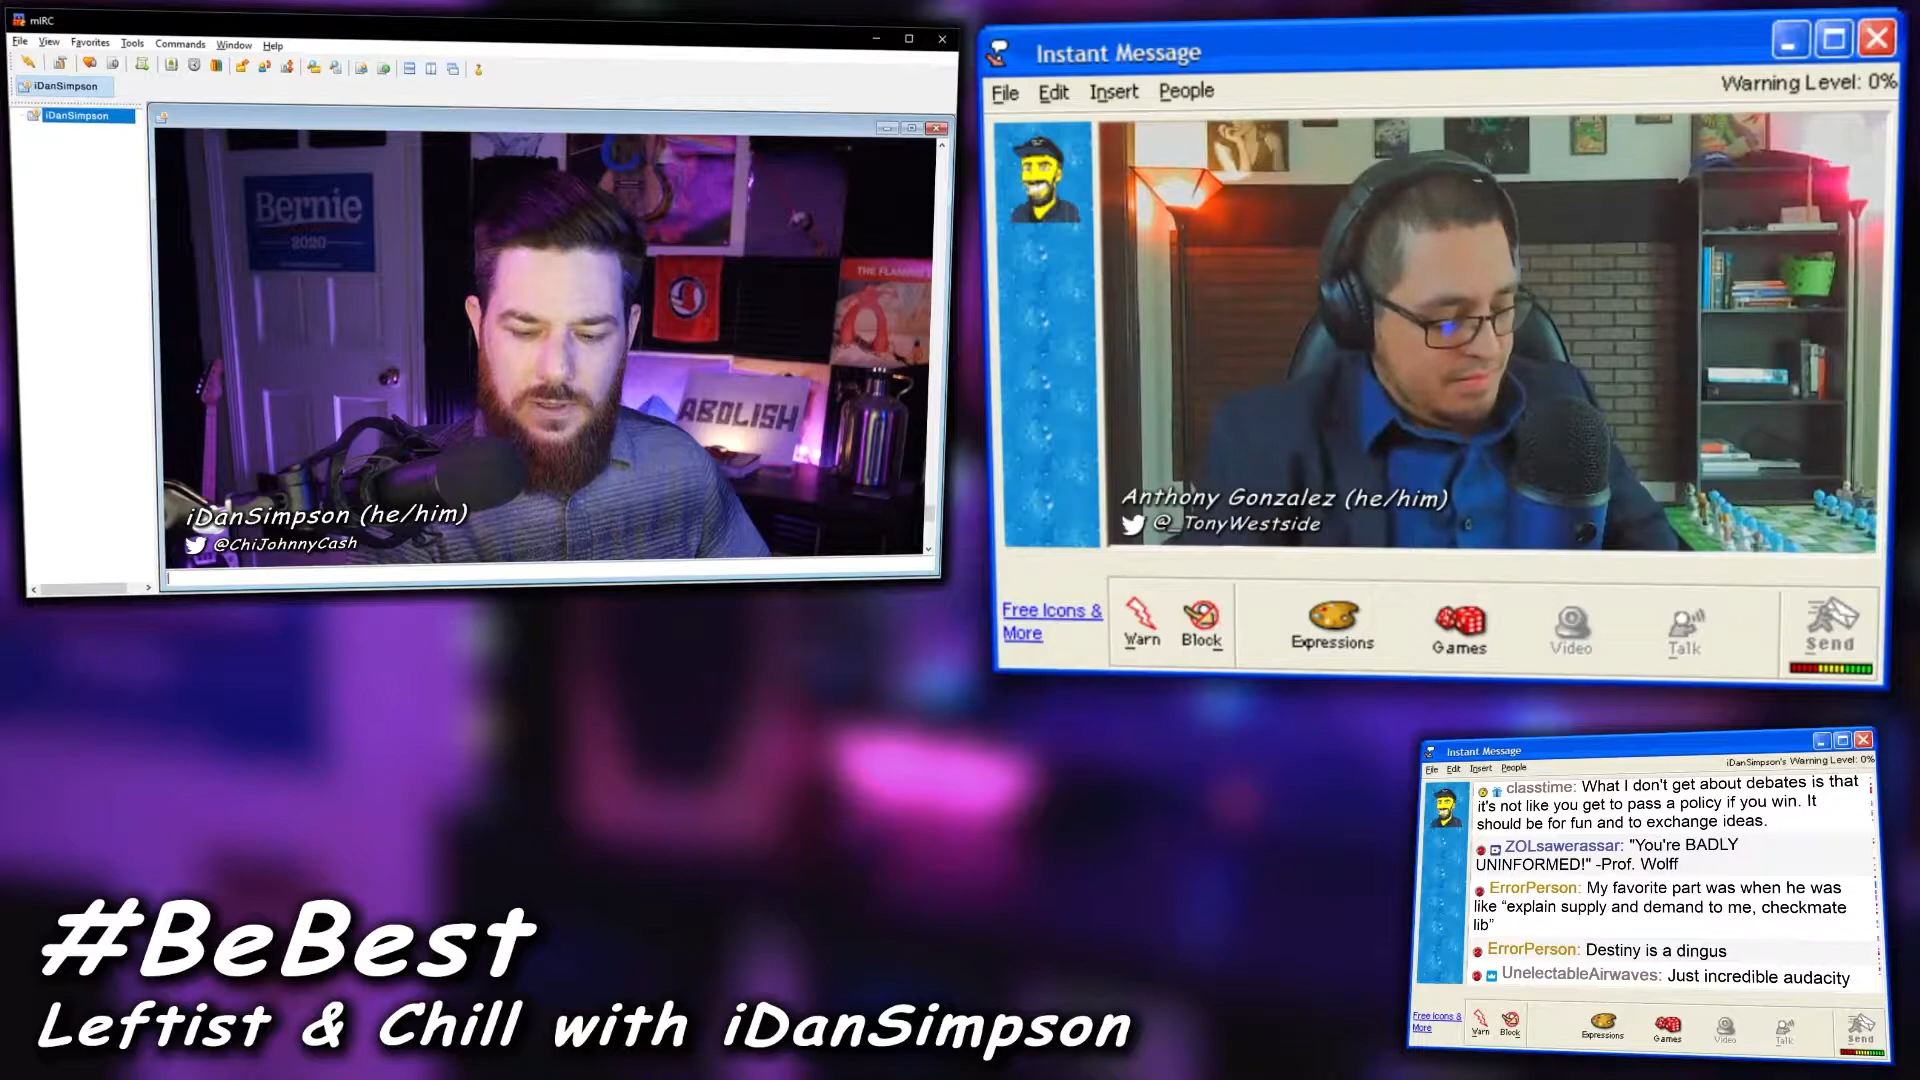 mIRC
File View Favorites Tools Commands Window Help
iDanSimpson
iDanSimpson
Bernie
2020
THE FLAMING
ABOLISH
iDanSimpson (he/him)
@ChiJohnnyCash
Instant Message
File Edit Insert People
Warning Level: 0%
Anthony Gonzalez (he/him)
@_TonyWestside
Free Icons &
More
Warn Block Expressions Games Video Talk Send
#BeBest
Leftist & Chill with iDanSimpson
Instant Message
File Edit Insert People
iDanSimpson's Warning Level: 0%
classtime: What I don't get about debates is that
it's not like you get to pass a policy if you win. It
should be for fun and to exchange ideas.
ZOLsawerassar: "You're BADLY
UNINFORMED!" -Prof. Wolff
ErrorPerson: My favorite part was when he was
like “explain supply and demand to me, checkmate
lib”
ErrorPerson: Destiny is a dingus
UnelectableAirwaves: Just incredible audacity
Free Icons &
More
Warn Block Expressions Games Video Talk Send